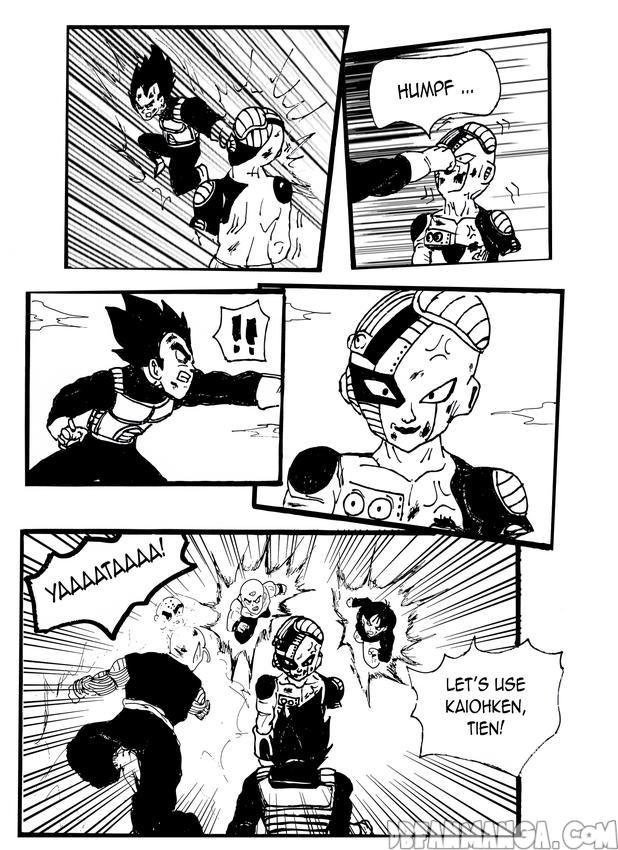 HUMPF ...
!!
YAAAATAAAA!
LET'S USE
KAIOHKEN,
TIEN!
DBFANMANGA.COM